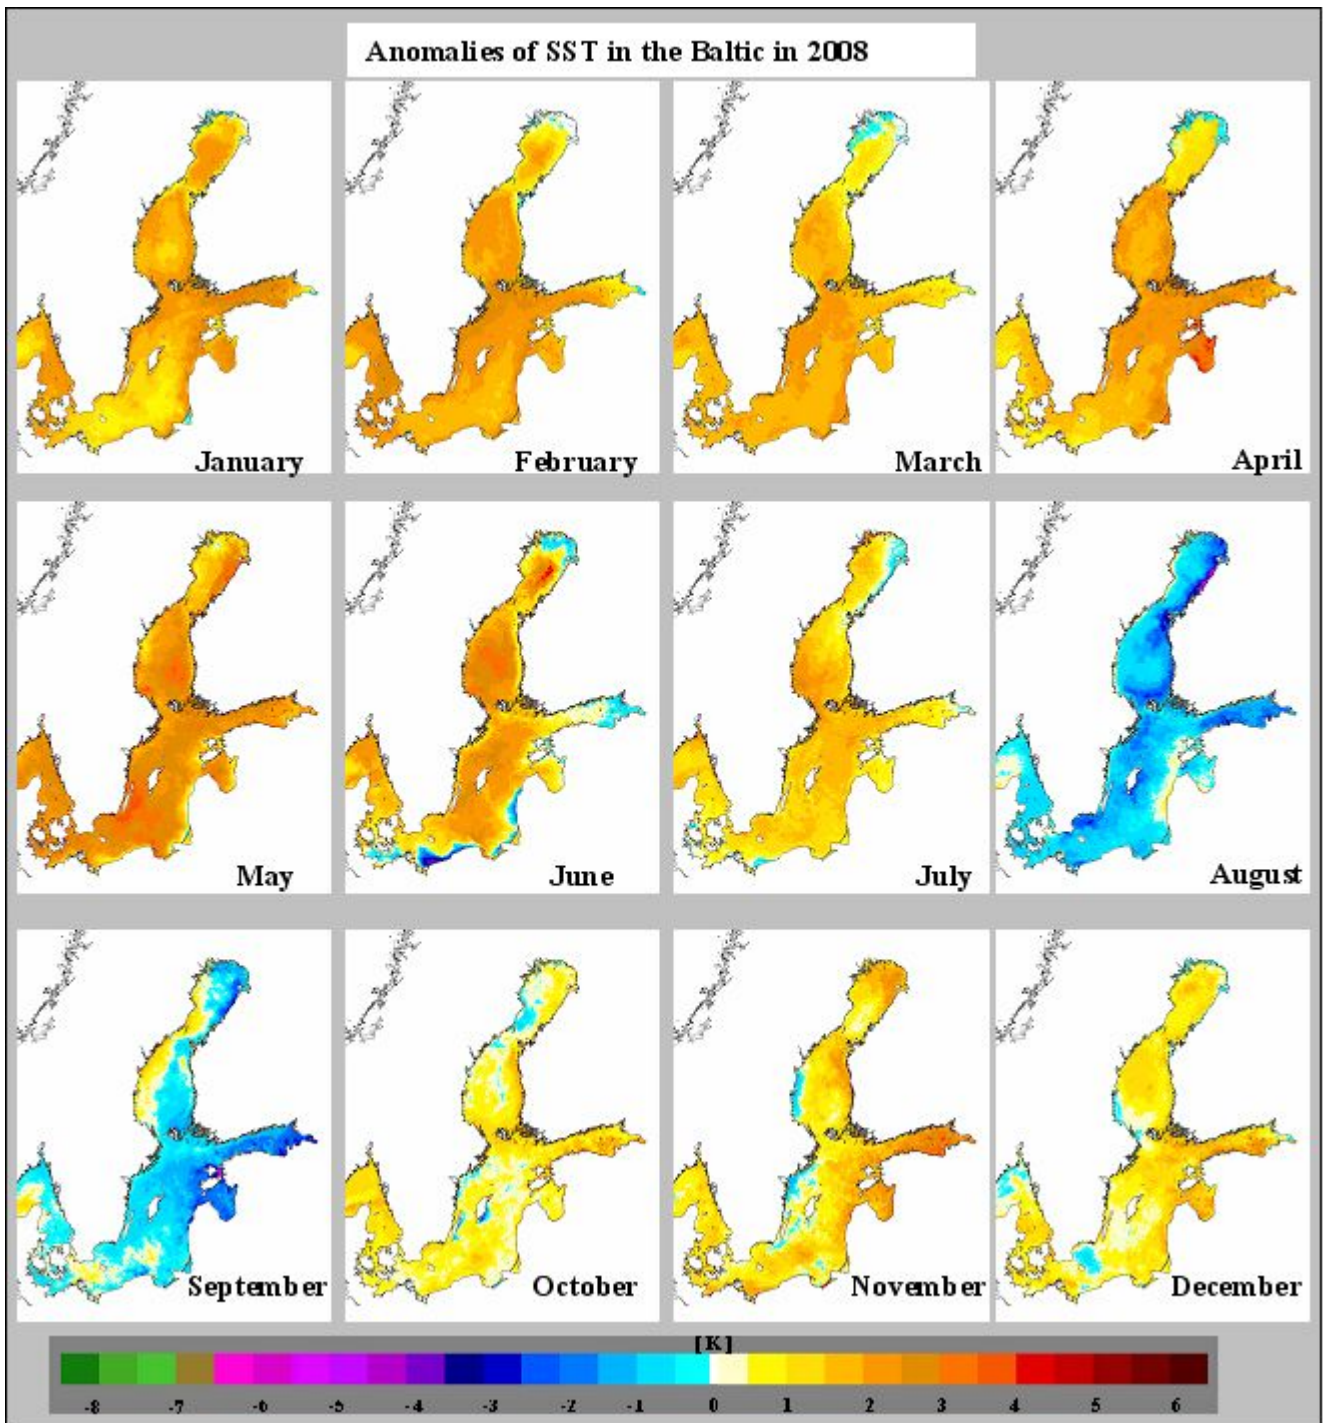 Anomalies of SST in the Baltic in 2008
January February March April
May June July August
September October November December
[K]
-8 -7 -6 -5 -4 -3 -2 -1 0 1 2 3 4 5 6